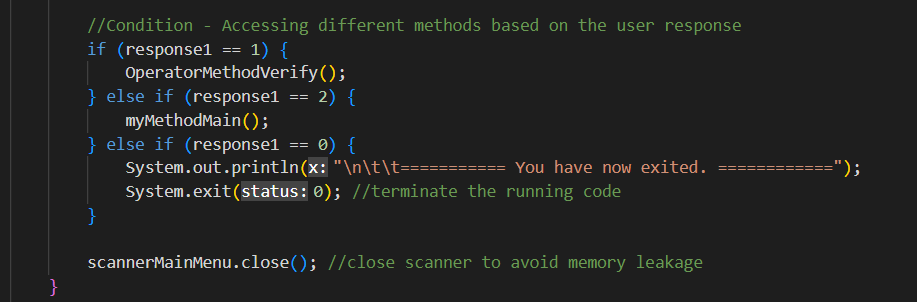 //Condition - Accessing different methods based on the user response
if (response1 == 1) {
OperatorMethodVerify();
} else if (response1 == 2) {
myMethodMain();
} else if (response1 == 0) {
System.out.println(x: "\n\t\t=========== You have now exited. ============");
System.exit(status: 0); //terminate the running code
}
scannerMainMenu.close(); //close scanner to avoid memory leakage
}